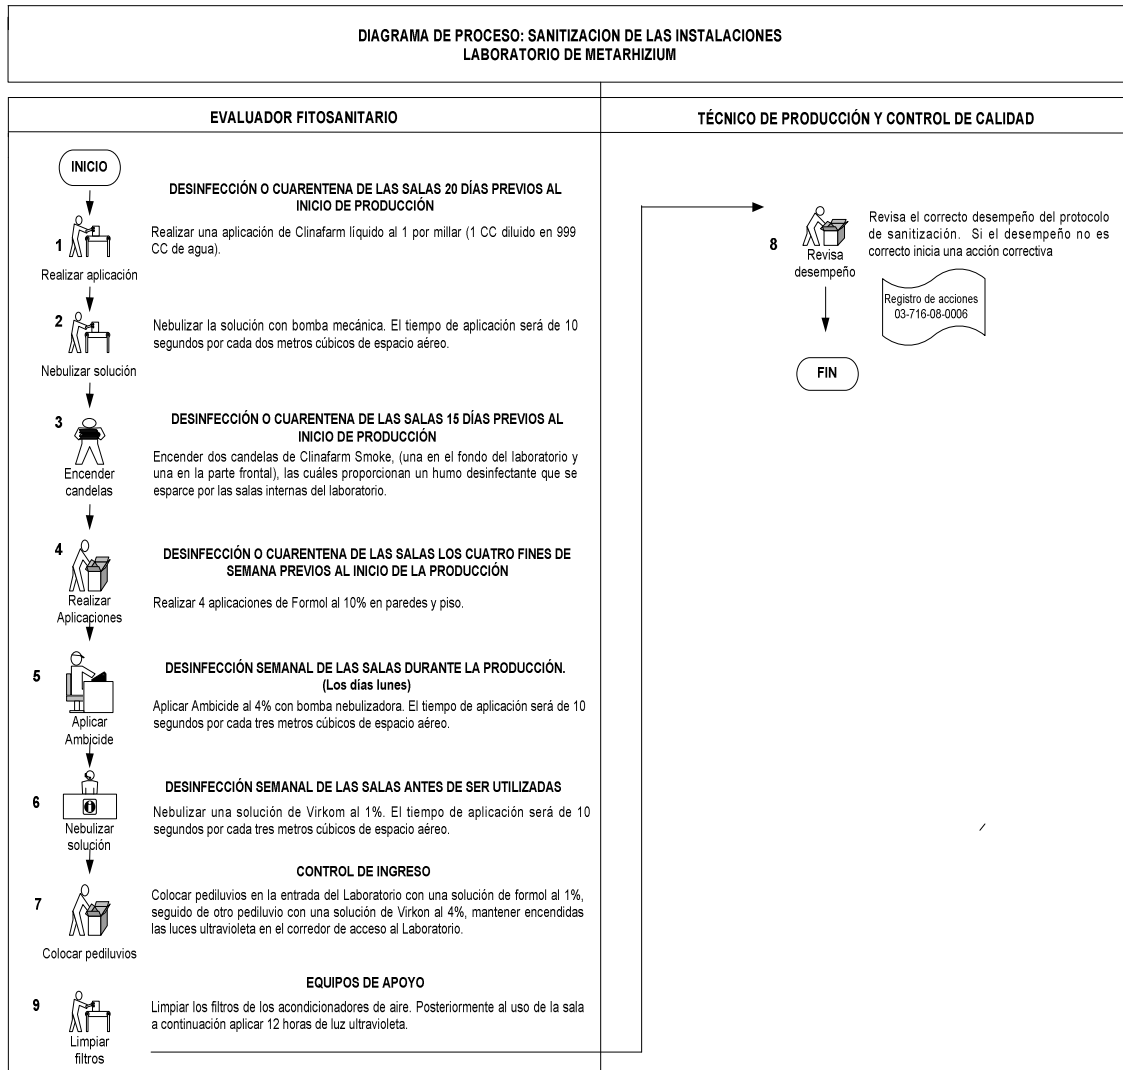 DIAGRAMA DE PROCESO: SANITIZACION DE LAS INSTALACIONES
LABORATORIO DE METARHIZIUM
EVALUADOR FITOSANITARIO
TÉCNICO DE PRODUCCIÓN Y CONTROL DE CALIDAD
INICIO
DESINFECCIÓN O CUARENTENA DE LAS SALAS 20 DÍAS PREVIOS AL
INICIO DE PRODUCCIÓN
Realizar una aplicación de Clinafarm líquido al 1 por millar (1 CC diluido en 999
CC de agua).
1
Realizar aplicación
2
Nebulizar la solución con bomba mecánica. El tiempo de aplicación será de 10
segundos por cada dos metros cúbicos de espacio aéreo.
Nebulizar solución
3
DESINFECCIÓN O CUARENTENA DE LAS SALAS 15 DÍAS PREVIOS AL
INICIO DE PRODUCCIÓN
Encender dos candelas de Clinafarm Smoke, (una en el fondo del laboratorio y
una en la parte frontal), las cuáles proporcionan un humo desinfectante que se
esparce por las salas internas del laboratorio.
Encender
candelas
4
DESINFECCIÓN O CUARENTENA DE LAS SALAS LOS CUATRO FINES DE
SEMANA PREVIOS AL INICIO DE LA PRODUCCIÓN
Realizar 4 aplicaciones de Formol al 10% en paredes y piso.
Realizar
Aplicaciones
5
DESINFECCIÓN SEMANAL DE LAS SALAS DURANTE LA PRODUCCIÓN.
(Los días lunes)
Aplicar Ambicide al 4% con bomba nebulizadora. El tiempo de aplicación será de 10
segundos por cada tres metros cúbicos de espacio aéreo.
Aplicar
Ambicide
6
DESINFECCIÓN SEMANAL DE LAS SALAS ANTES DE SER UTILIZADAS
Nebulizar una solución de Virkom al 1%. El tiempo de aplicación será de 10
segundos por cada tres metros cúbicos de espacio aéreo.
Nebulizar
solución
7
CONTROL DE INGRESO
Colocar pediluvios en la entrada del Laboratorio con una solución de formol al 1%,
seguido de otro pediluvio con una solución de Virkon al 4%, mantener encendidas
las luces ultravioleta en el corredor de acceso al Laboratorio.
Colocar pediluvios
9
EQUIPOS DE APOYO
Limpiar los filtros de los acondicionadores de aire. Posteriormente al uso de la sala
a continuación aplicar 12 horas de luz ultravioleta.
Limpiar
filtros
8
Revisa
desempeño
Revisa el correcto desempeño del protocolo
de sanitización. Si el desempeño no es
correcto inicia una acción correctiva
Registro de acciones
03-716-08-0006
FIN